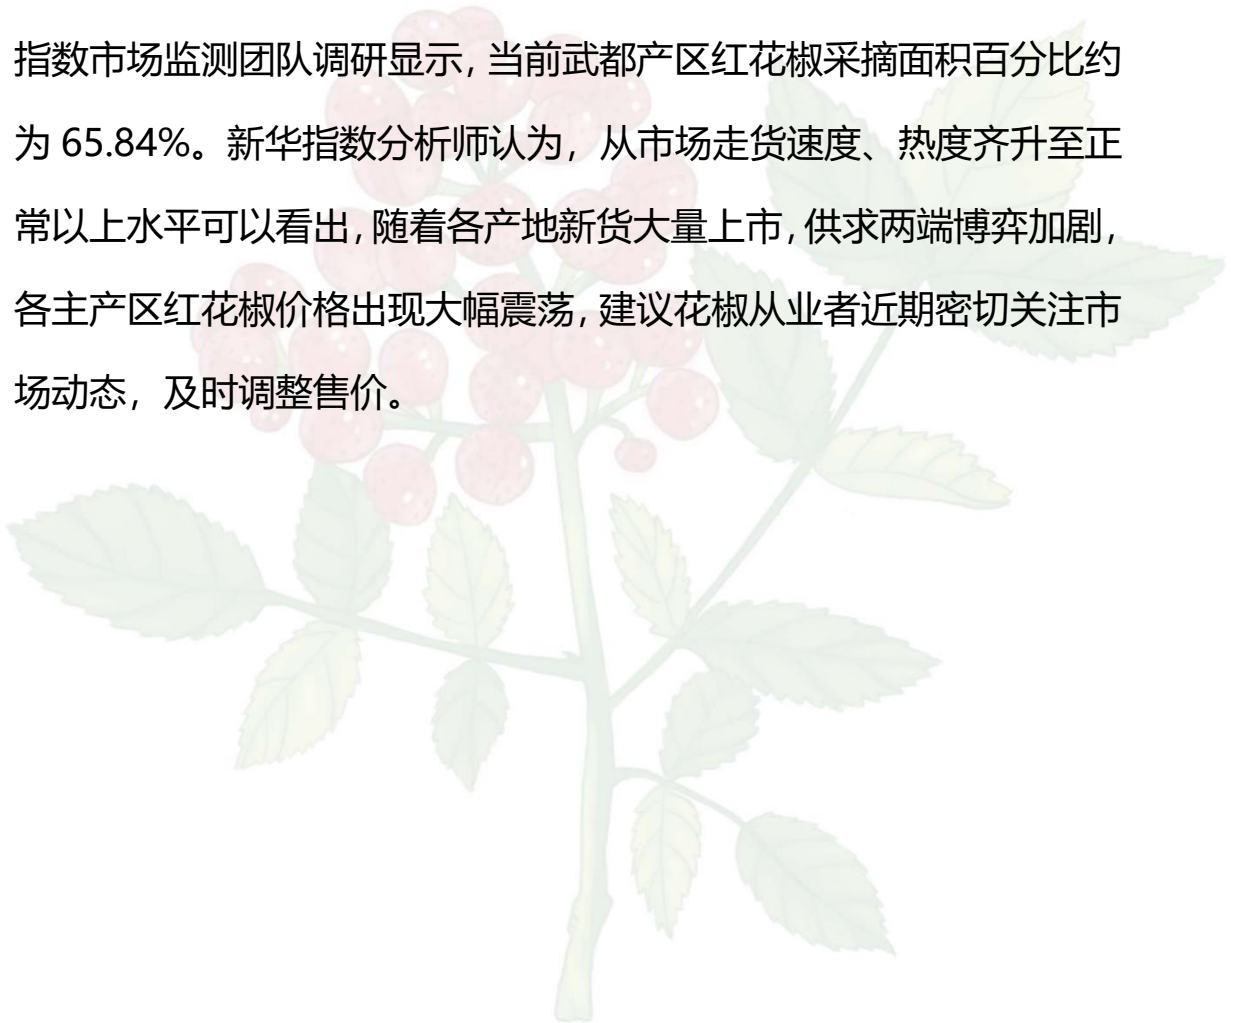 指数市场监测团队调研显示，当前武都产区红花椒采摘面积百分比约
为 65.84%。新华指数分析师认为，从市场走货速度、热度齐升至正
常以上水平可以看出，随着各产地新货大量上市，供求两端博弈加剧，
各主产区红花椒价格出现大幅震荡，建议花椒从业者近期密切关注市
场动态，及时调整售价。